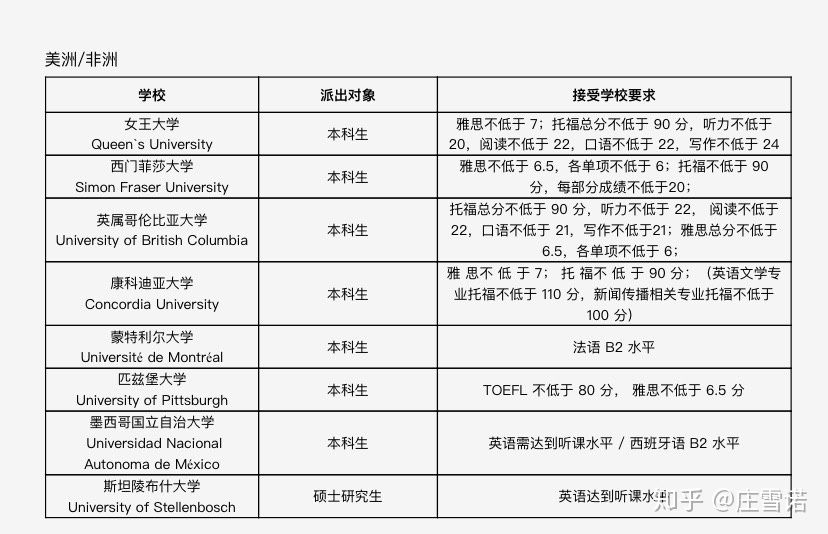 美洲/非洲
学校 派出对象 接受学校要求
女王大学
Queen`s University
本科生
雅思不低于 7；托福总分不低于 90 分，听力不低于
20，阅读不低于 22，口语不低于 22，写作不低于 24
西门菲莎大学
Simon Fraser University
本科生
雅思不低于 6.5，各单项不低于 6；托福不低于 90
分，每部分成绩不低于20；
英属哥伦比亚大学
University of British Columbia
本科生
托福总分不低于 90 分，听力不低于 22， 阅读不低于
22，口语不低于 21，写作不低于21；雅思总分不低于
6.5，各单项不低于 6；
康科迪亚大学
Concordia University
本科生
雅 思不 低 于 7； 托 福不 低 于 90 分；（英语文学专
业托福不低于 110 分，新闻传播相关专业托福不低于
100 分）
蒙特利尔大学
Université de Montréal
本科生
法语 B2 水平
匹兹堡大学
University of Pittsburgh
本科生
TOEFL 不低于 80 分， 雅思不低于 6.5 分
墨西哥国立自治大学
Universidad Nacional
Autonoma de México
本科生
英语需达到听课水平 / 西班牙语 B2 水平
斯坦陵布什大学
University of Stellenbosch
硕士研究生
英语达到听课水平
知乎 @庄雪诺